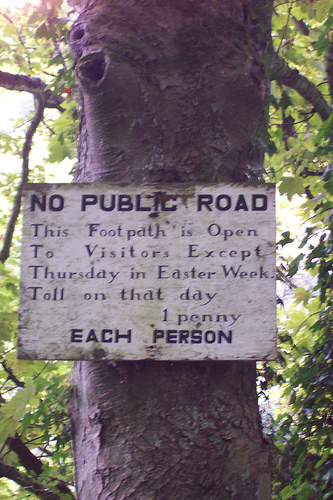 NO PUBLIC ROAD
This Footpath is Open
To Visitors Except
Thursday in Easter Week.
Toll on that day
1 penny
EACH PERSON